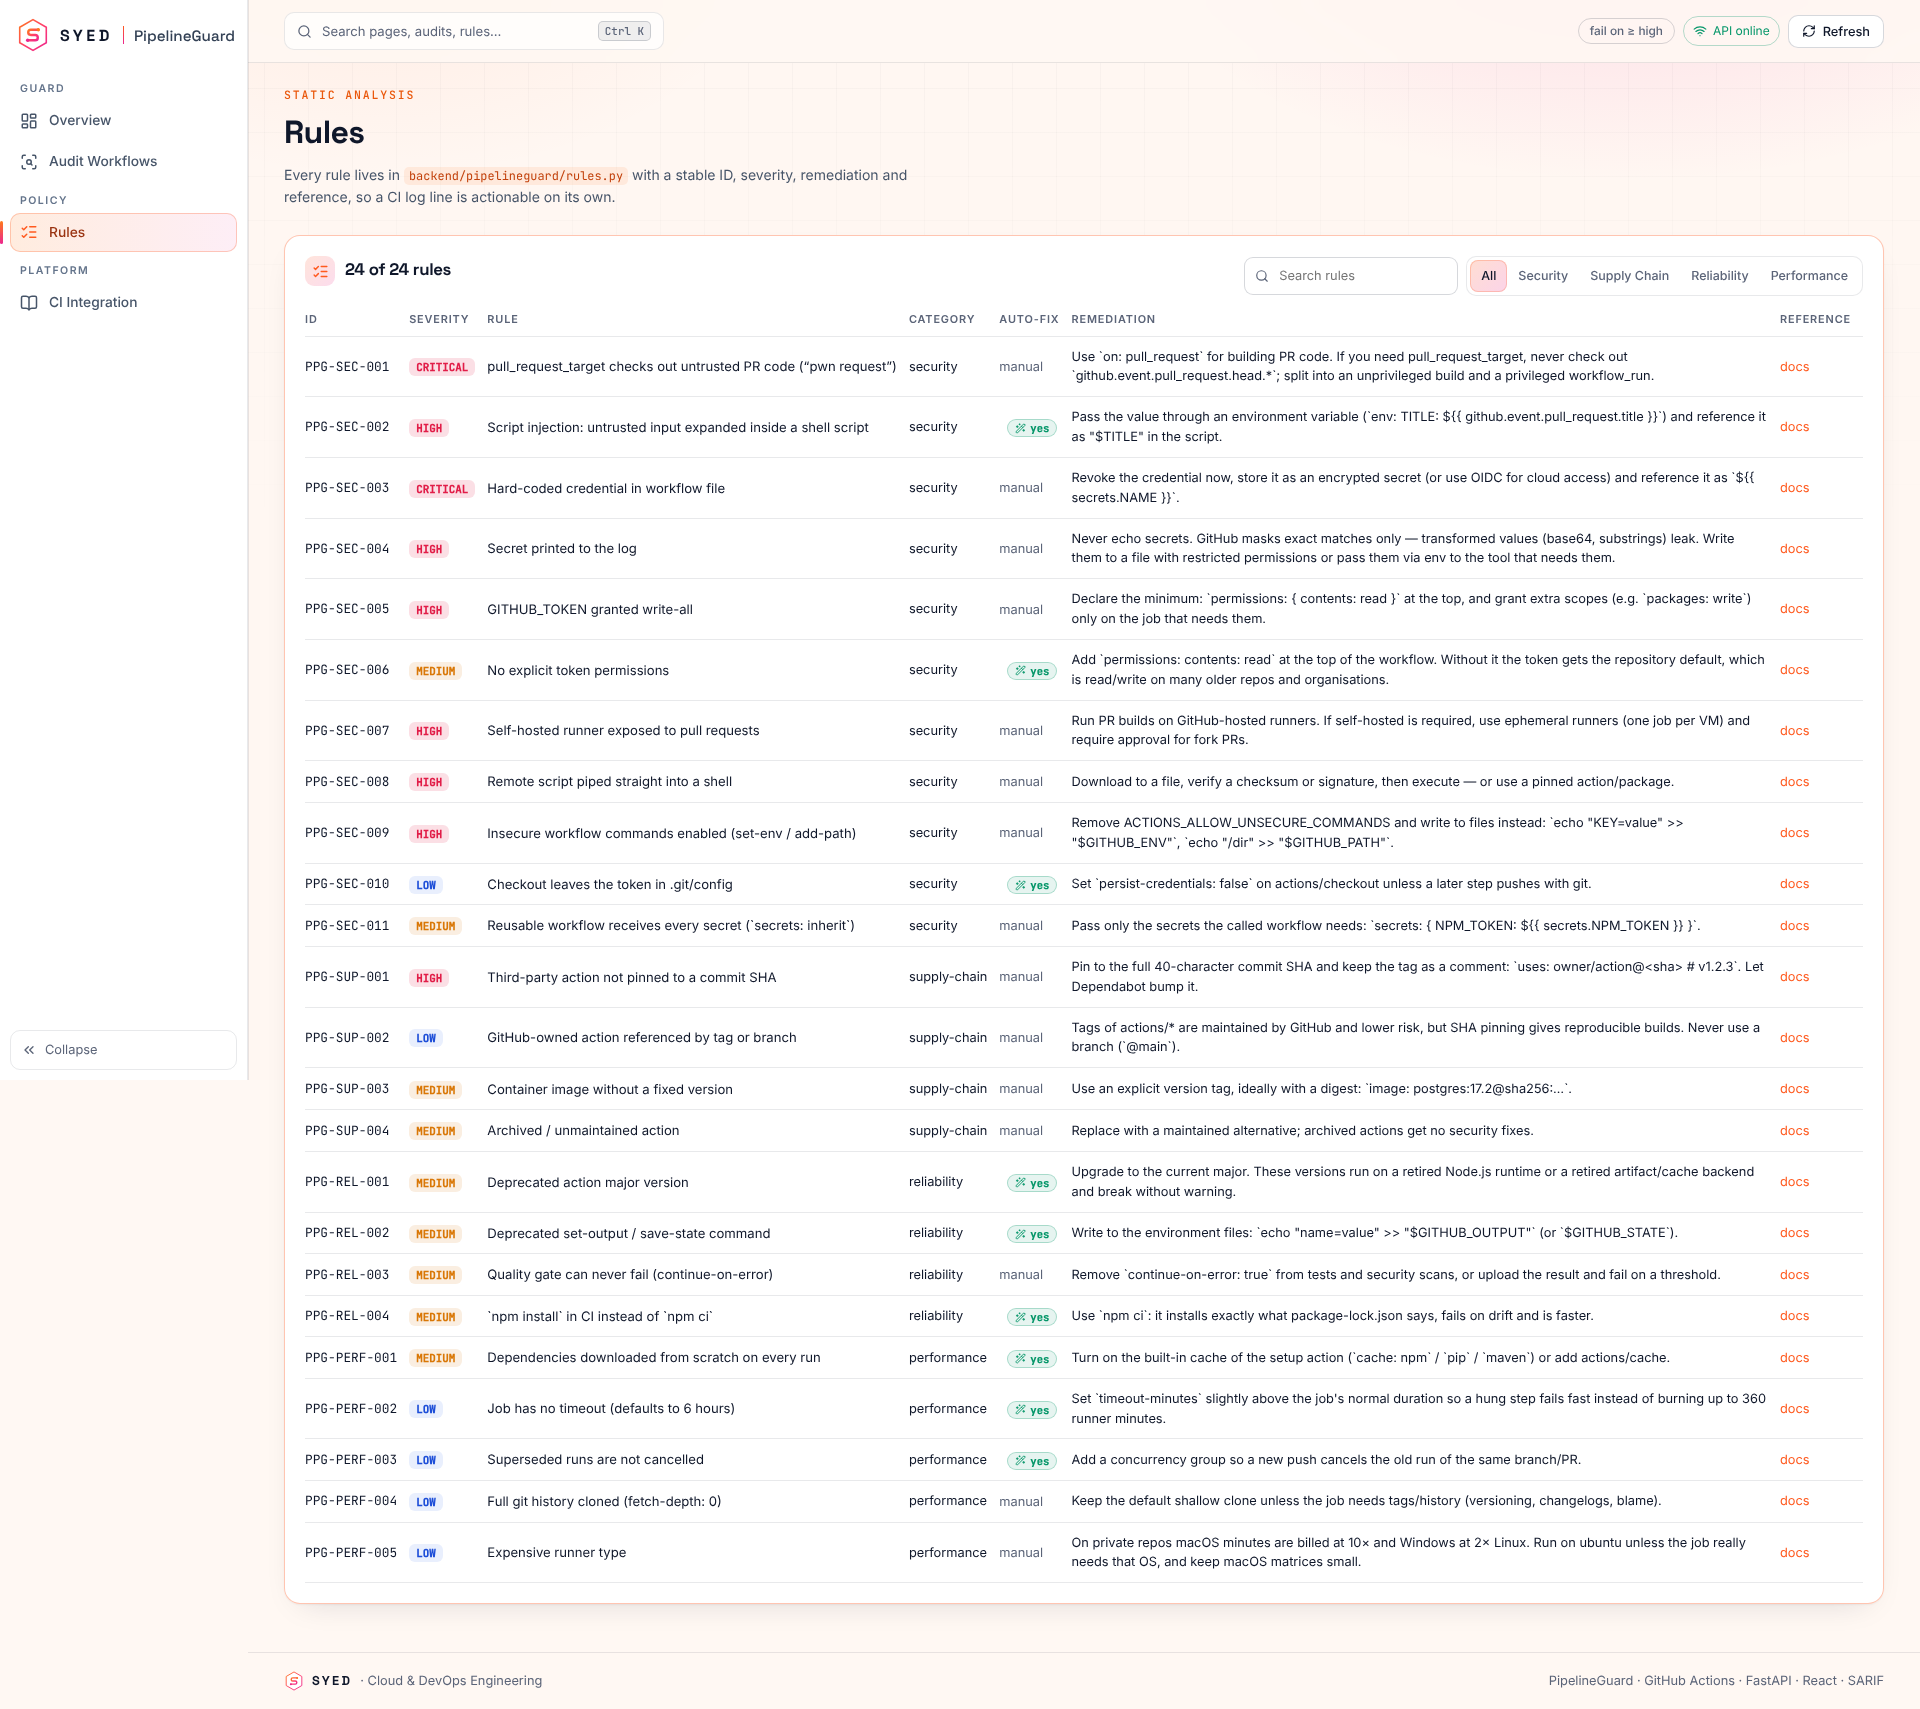 SYED | PipelineGuard
Search pages, audits, rules...
Ctrl K
fail on ≥ high
API online
Refresh
GUARD
Overview
Audit Workflows
POLICY
Rules
PLATFORM
CI Integration
Collapse
STATIC ANALYSIS
Rules
Every rule lives in backend/pipelineguard/rules.py with a stable ID, severity, remediation and
reference, so a CI log line is actionable on its own.
24 of 24 rules
Search rules
All Security Supply Chain Reliability Performance
ID SEVERITY RULE CATEGORY AUTO-FIX REMEDIATION REFERENCE
PPG-SEC-001 CRITICAL pull_request_target checks out untrusted PR code (“pwn request”) security manual Use `on: pull_request` for building PR code. If you need pull_request_target, never check out
`github.event.pull_request.head.*`; split into an unprivileged build and a privileged workflow_run. docs
PPG-SEC-002 HIGH Script injection: untrusted input expanded inside a shell script security yes Pass the value through an environment variable (`env: TITLE: ${{ github.event.pull_request.title }}`) and reference it
as "$TITLE" in the script. docs
PPG-SEC-003 CRITICAL Hard-coded credential in workflow file security manual Revoke the credential now, store it as an encrypted secret (or use OIDC for cloud access) and reference it as `${{
secrets.NAME }}`. docs
PPG-SEC-004 HIGH Secret printed to the log security manual Never echo secrets. GitHub masks exact matches only — transformed values (base64, substrings) leak. Write
them to a file with restricted permissions or pass them via env to the tool that needs them. docs
PPG-SEC-005 HIGH GITHUB_TOKEN granted write-all security manual Declare the minimum: `permissions: { contents: read }` at the top, and grant extra scopes (e.g. `packages: write`)
only on the job that needs them. docs
PPG-SEC-006 MEDIUM No explicit token permissions security yes Add `permissions: contents: read` at the top of the workflow. Without it the token gets the repository default, which
is read/write on many older repos and organisations. docs
PPG-SEC-007 HIGH Self-hosted runner exposed to pull requests security manual Run PR builds on GitHub-hosted runners. If self-hosted is required, use ephemeral runners (one job per VM) and
require approval for fork PRs. docs
PPG-SEC-008 HIGH Remote script piped straight into a shell security manual Download to a file, verify a checksum or signature, then execute — or use a pinned action/package. docs
PPG-SEC-009 HIGH Insecure workflow commands enabled (set-env / add-path) security manual Remove ACTIONS_ALLOW_UNSECURE_COMMANDS and write to files instead: `echo "KEY=value" >>
"$GITHUB_ENV"`, `echo "/dir" >> "$GITHUB_PATH"`. docs
PPG-SEC-010 LOW Checkout leaves the token in .git/config security yes Set `persist-credentials: false` on actions/checkout unless a later step pushes with git. docs
PPG-SEC-011 MEDIUM Reusable workflow receives every secret (`secrets: inherit`) security manual Pass only the secrets the called workflow needs: `secrets: { NPM_TOKEN: ${{ secrets.NPM_TOKEN }} }`. docs
PPG-SUP-001 HIGH Third-party action not pinned to a commit SHA supply-chain manual Pin to the full 40-character commit SHA and keep the tag as a comment: `uses: owner/action@<sha> # v1.2.3`. Let
Dependabot bump it. docs
PPG-SUP-002 LOW GitHub-owned action referenced by tag or branch supply-chain manual Tags of actions/* are maintained by GitHub and lower risk, but SHA pinning gives reproducible builds. Never use a
branch (`@main`). docs
PPG-SUP-003 MEDIUM Container image without a fixed version supply-chain manual Use an explicit version tag, ideally with a digest: `image: postgres:17.2@sha256:...`. docs
PPG-SUP-004 MEDIUM Archived / unmaintained action supply-chain manual Replace with a maintained alternative; archived actions get no security fixes. docs
PPG-REL-001 MEDIUM Deprecated action major version reliability yes Upgrade to the current major. These versions run on a retired Node.js runtime or a retired artifact/cache backend
and break without warning. docs
PPG-REL-002 MEDIUM Deprecated set-output / save-state command reliability yes Write to the environment files: `echo "name=value" >> "$GITHUB_OUTPUT"` (or `$GITHUB_STATE`). docs
PPG-REL-003 MEDIUM Quality gate can never fail (continue-on-error) reliability manual Remove `continue-on-error: true` from tests and security scans, or upload the result and fail on a threshold. docs
PPG-REL-004 MEDIUM `npm install` in CI instead of `npm ci` reliability yes Use `npm ci`: it installs exactly what package-lock.json says, fails on drift and is faster. docs
PPG-PERF-001 MEDIUM Dependencies downloaded from scratch on every run performance yes Turn on the built-in cache of the setup action (`cache: npm` / `pip` / `maven`) or add actions/cache. docs
PPG-PERF-002 LOW Job has no timeout (defaults to 6 hours) performance yes Set `timeout-minutes` slightly above the job's normal duration so a hung step fails fast instead of burning up to 360
runner minutes. docs
PPG-PERF-003 LOW Superseded runs are not cancelled performance yes Add a concurrency group so a new push cancels the old run of the same branch/PR. docs
PPG-PERF-004 LOW Full git history cloned (fetch-depth: 0) performance manual Keep the default shallow clone unless the job needs tags/history (versioning, changelogs, blame). docs
PPG-PERF-005 LOW Expensive runner type performance manual On private repos macOS minutes are billed at 10× and Windows at 2× Linux. Run on ubuntu unless the job really
needs that OS, and keep macOS matrices small. docs
SYED · Cloud & DevOps Engineering
PipelineGuard · GitHub Actions · FastAPI · React · SARIF